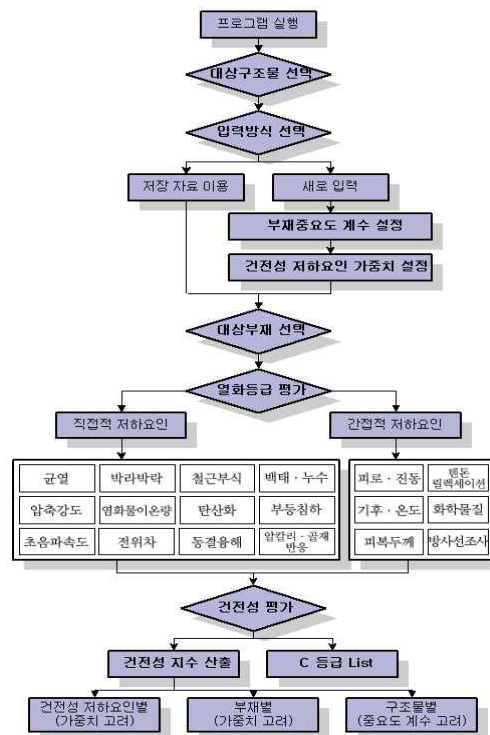 프로그램 실행
대상구조물 선택
입력방식 선택
저장 자료 이용
새로 입력
부재중요도 계수 설정
건전성 저하요인 가중치 설정
대상부재 선택
열화등급 평가
직접적 저하요인
간접적 저하요인
균열
박리박락
철근부식
백태 · 누수
압축강도
염화물이온량
탄산화
부등침하
초음파속도
전위차
동결융해
알칼리 · 골재
반응
피로 · 진동
텐돈
릴렉세이션
기후 · 온도
화학물질
피복두께
방사선조사
건전성 평가
건전성 지수 산출
C 등급 List
건전성 저하요인별
(가중치 고려)
부재별
(가중치 고려)
구조물별
(중요도 계수 고려)